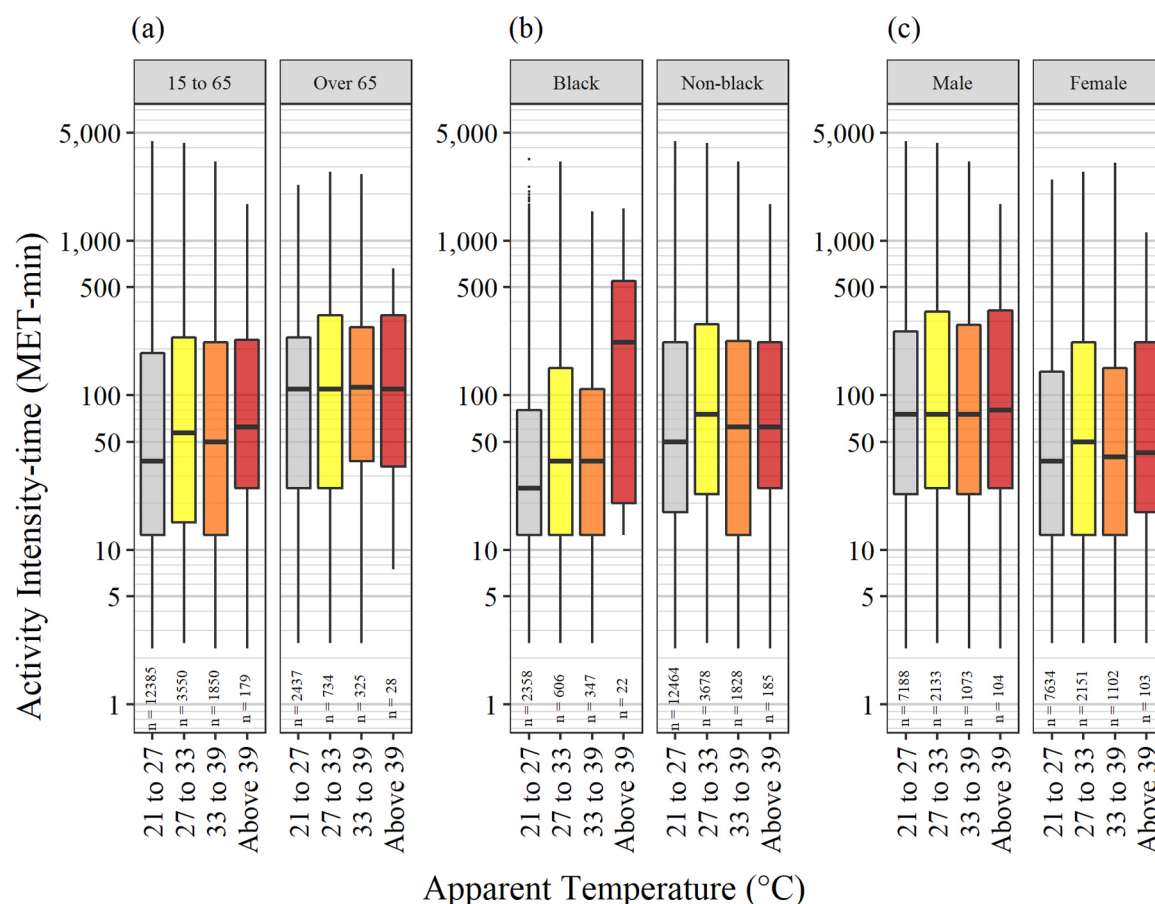 (a) (b) (c)
15 to 65 Over 65 Black Non-black Male Female
5,000 5,000 5,000
1,000 1,000 1,000
500 500 500
100 100 100
50 50 50
10 10 10
5 5 5
1 1 1
Activity Intensity-time (MET-min)
n = 12385 n = 3550 n = 1850 n = 179 n = 2437 n = 734 n = 325 n = 28 n = 2358 n = 606 n = 347 n = 22 n = 12464 n = 3678 n = 1828 n = 185 n = 7188 n = 2133 n = 1073 n = 104 n = 7634 n = 2151 n = 1102 n = 103
21 to 27 27 to 33 33 to 39 Above 39 21 to 27 27 to 33 33 to 39 Above 39 21 to 27 27 to 33 33 to 39 Above 39 21 to 27 27 to 33 33 to 39 Above 39 21 to 27 27 to 33 33 to 39 Above 39 21 to 27 27 to 33 33 to 39 Above 39
Apparent Temperature (°C)